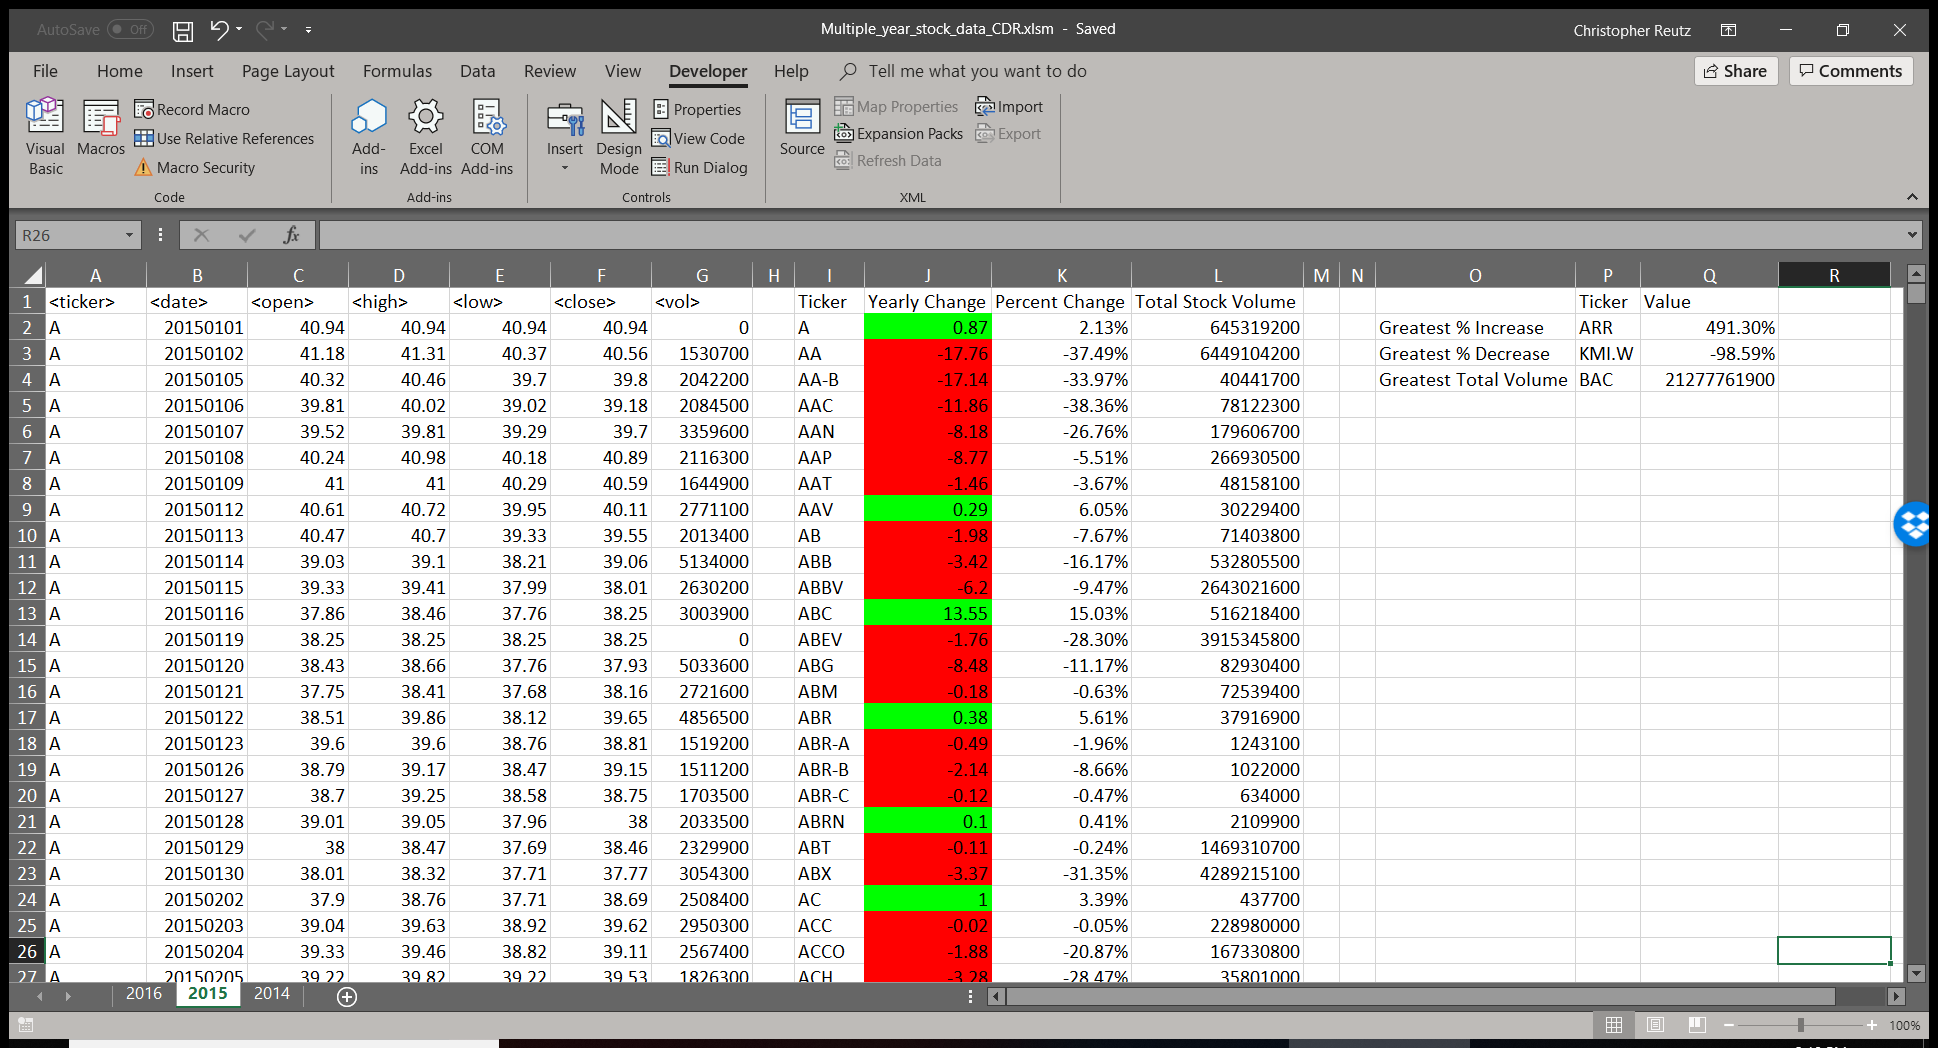 AutoSave Off Multiple_year_stock_data_CDR.xlsm - Saved Christopher Reutz
File Home Insert Page Layout Formulas Data Review View Developer Help Tell me what you want to do Share Comments
Visual Basic Macros Record Macro Use Relative References Macro Security Code
Add-ins Excel Add-ins COM Add-ins Add-ins
Insert Design Mode Properties View Code Run Dialog Controls
Source Map Properties Expansion Packs Refresh Data Import Export XML
R26 fx
A B C D E F G H I J K L M N O P Q R
1 <ticker> <date> <open> <high> <low> <close> <vol> Ticker Yearly Change Percent Change Total Stock Volume Ticker Value
2 A 20150101 40.94 40.94 40.94 40.94 0 A 0.87 2.13% 645319200 Greatest % Increase ARR 491.30%
3 A 20150102 41.18 41.31 40.37 40.56 1530700 AA -17.76 -37.49% 6449104200 Greatest % Decrease KMI.W -98.59%
4 A 20150105 40.32 40.46 39.7 39.8 2042200 AA-B -17.14 -33.97% 40441700 Greatest Total Volume BAC 21277761900
5 A 20150106 39.81 40.02 39.02 39.18 2084500 AAC -11.86 -38.36% 78122300
6 A 20150107 39.52 39.81 39.29 39.7 3359600 AAN -8.18 -26.76% 179606700
7 A 20150108 40.24 40.98 40.18 40.89 2116300 AAP -8.77 -5.51% 266930500
8 A 20150109 41 41 40.29 40.59 1644900 AAT -1.46 -3.67% 48158100
9 A 20150112 40.61 40.72 39.95 40.11 2771100 AAV 0.29 6.05% 30229400
10 A 20150113 40.47 40.7 39.33 39.55 2013400 AB -1.98 -7.67% 71403800
11 A 20150114 39.03 39.1 38.21 39.06 5134000 ABB -3.42 -16.17% 532805500
12 A 20150115 39.33 39.41 37.99 38.01 2630200 ABBV -6.2 -9.47% 2643021600
13 A 20150116 37.86 38.46 37.76 38.25 3003900 ABC 13.55 15.03% 516218400
14 A 20150119 38.25 38.25 38.25 38.25 0 ABEV -1.76 -28.30% 3915345800
15 A 20150120 38.43 38.66 37.76 37.93 5033600 ABG -8.48 -11.17% 82930400
16 A 20150121 37.75 38.41 37.68 38.16 2721600 ABM -0.18 -0.63% 72539400
17 A 20150122 38.51 39.86 38.12 39.65 4856500 ABR 0.38 5.61% 37916900
18 A 20150123 39.6 39.6 38.76 38.81 1519200 ABR-A -0.49 -1.96% 1243100
19 A 20150126 38.79 39.17 38.47 39.15 1511200 ABR-B -2.14 -8.66% 1022000
20 A 20150127 38.7 39.25 38.58 38.75 1703500 ABR-C -0.12 -0.47% 634000
21 A 20150128 39.01 39.05 37.96 38 2033500 ABRN 0.1 0.41% 2109900
22 A 20150129 38 38.47 37.69 38.46 2329900 ABT -0.11 -0.24% 1469310700
23 A 20150130 38.01 38.32 37.71 37.77 3054300 ABX -3.37 -31.35% 4289215100
24 A 20150202 37.9 38.76 37.71 38.69 2508400 AC 1 3.39% 437700
25 A 20150203 39.04 39.63 38.92 39.62 2950300 ACC -0.02 -0.05% 228980000
26 A 20150204 39.33 39.46 38.82 39.11 2567400 ACCO -1.88 -20.87% 167330800
27 A 20150205 39.22 39.82 39.22 39.53 1826300 ACH -3.28 -28.47% 35801000
2016 2015 2014
100%